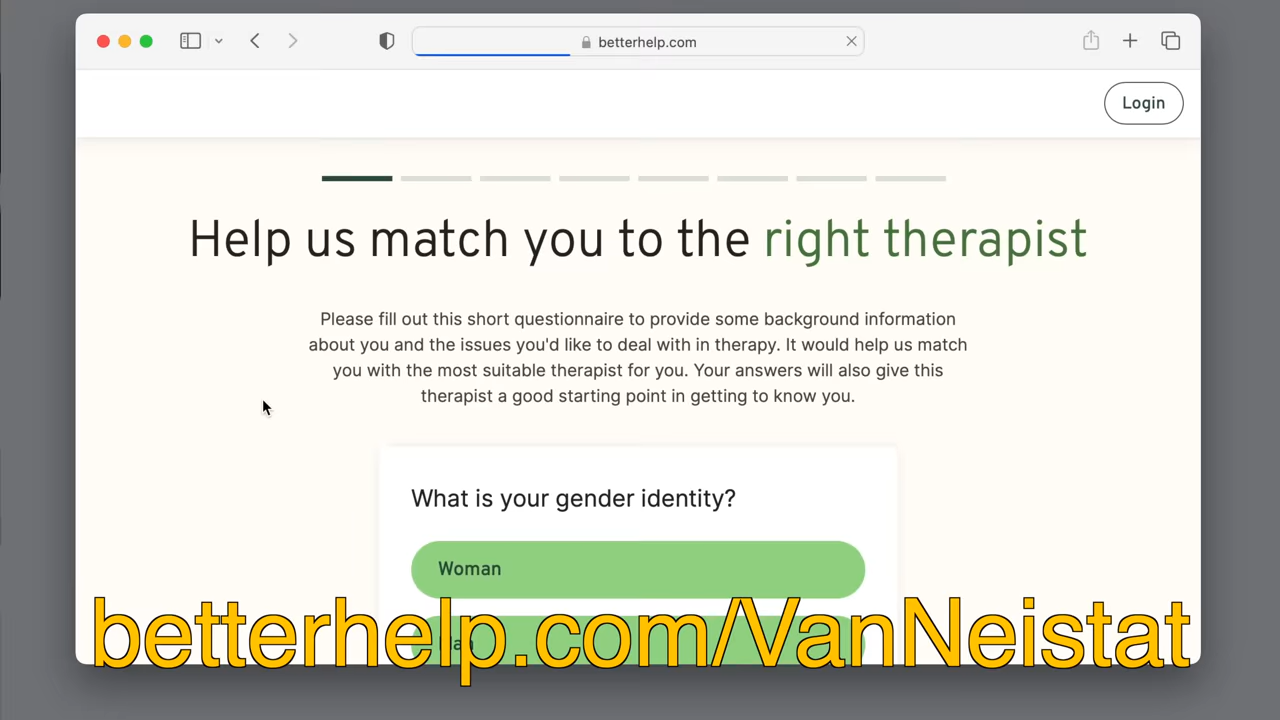 betterhelp.com
Login
Help us match you to the right therapist
Please fill out this short questionnaire to provide some background information
about you and the issues you'd like to deal with in therapy. It would help us match
you with the most suitable therapist for you. Your answers will also give this
therapist a good starting point in getting to know you.
What is your gender identity?
Woman
Man
betterhelp.com/VanNeistat